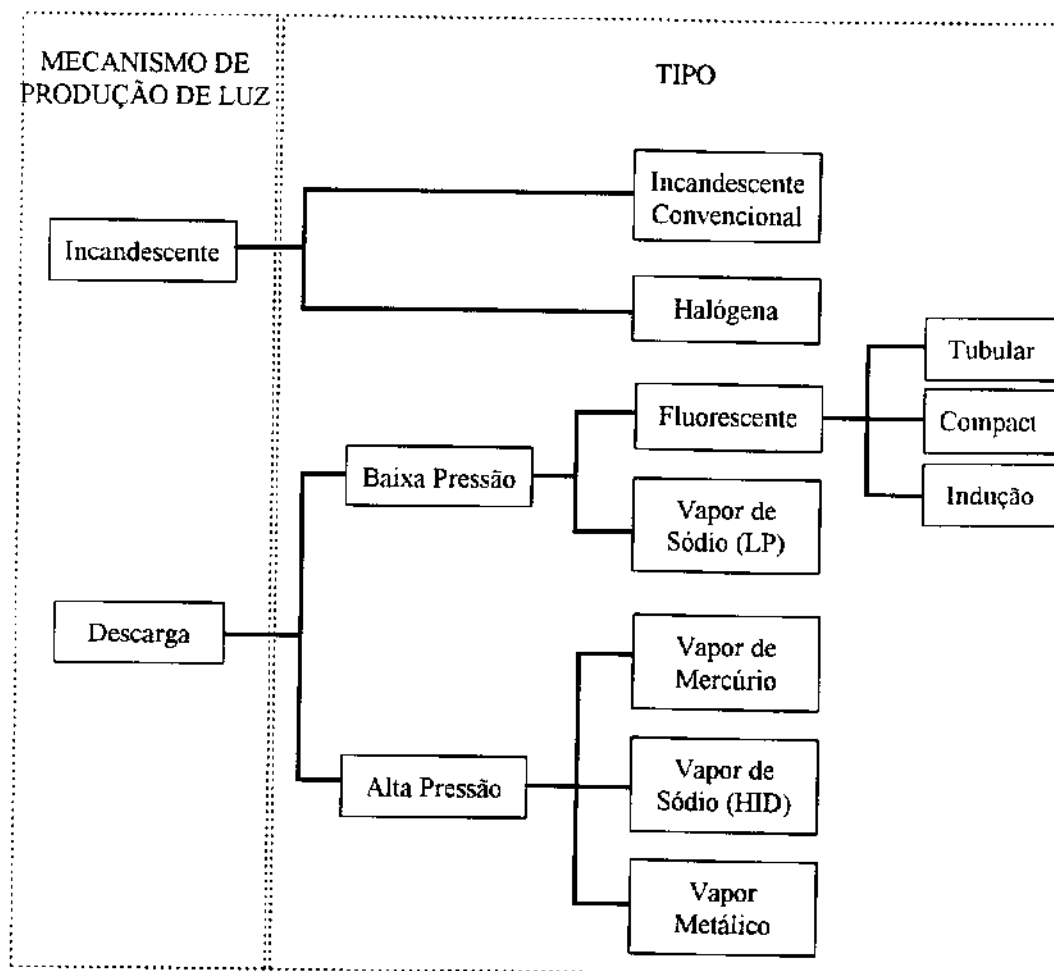 MECANISMO DE
PRODUÇÃO DE LUZ
TIPO
Incandescente
Incandescente
Convencional
Halógena
Descarga
Baixa Pressão
Fluorescente
Tubular
Compact
Indução
Vapor de
Sódio (LP)
Alta Pressão
Vapor de
Mercúrio
Vapor de
Sódio (HID)
Vapor
Metálico